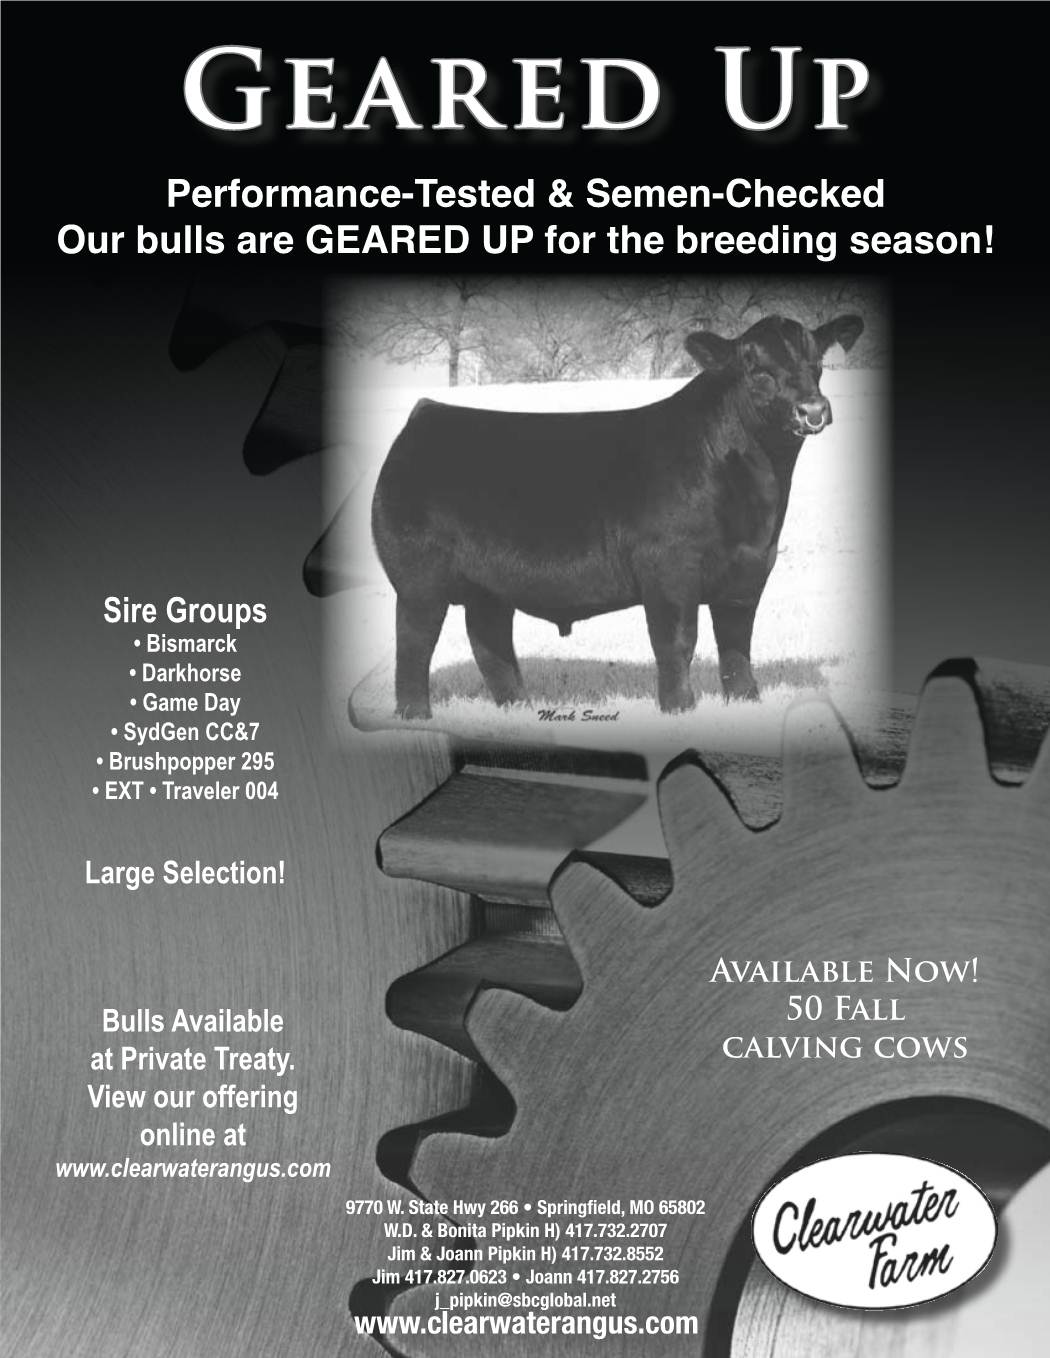 GEARED UP
Performance-Tested & Semen-Checked
Our bulls are GEARED UP for the breeding season!
Mark Sneed
Sire Groups
• Bismarck
• Darkhorse
• Game Day
• SydGen CC&7
• Brushpopper 295
• EXT • Traveler 004
Large Selection!
Available Now!
50 Fall
calving cows
Bulls Available
at Private Treaty.
View our offering
online at
www.clearwaterangus.com
9770 W. State Hwy 266 • Springfield, MO 65802
W.D. & Bonita Pipkin H) 417.732.2707
Jim & Joann Pipkin H) 417.732.8552
Jim 417.827.0623 • Joann 417.827.2756
j_pipkin@sbcglobal.net
www.clearwaterangus.com
Clearwater
Farm